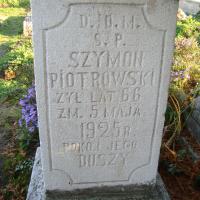 D.O.M.
Ś.P.
SZYMON
PIOTROWSKI
ŻYŁ LAT 66
ZM. 5 MAJA
1925 R.
POKÓJ JEGO
DUSZY